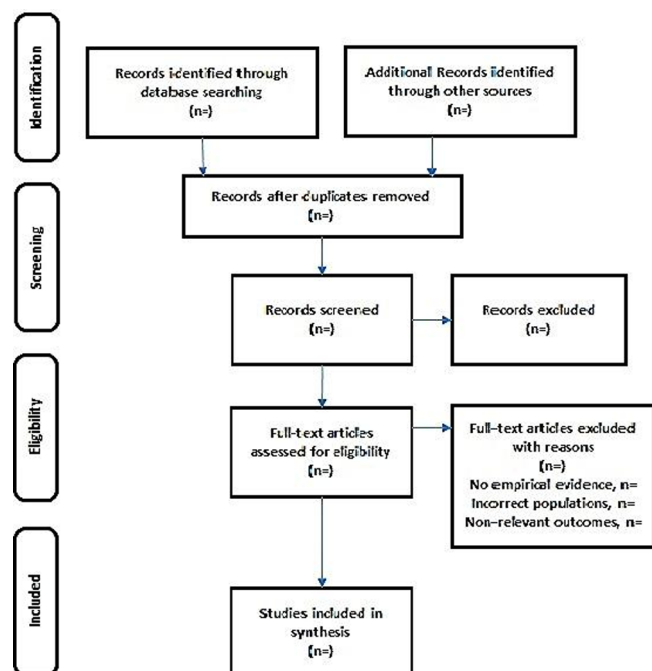 Identification
Records identified through
database searching
(n=)
Additional Records iidentified
through other sources
(n=)
Screening
Records after duplicates removed
(n=)
Records screened
(n=)
Records excluded
(n=)
Eligibility
Full-text articles
assessed for eligibility
(n=)
Full-text articles excluded
with reasons
(n=)
No empirical evidence, n=
Incorrect populations, n=
Non-relevant outcomes, n=
Included
Studies included in
synthesis
(n=)